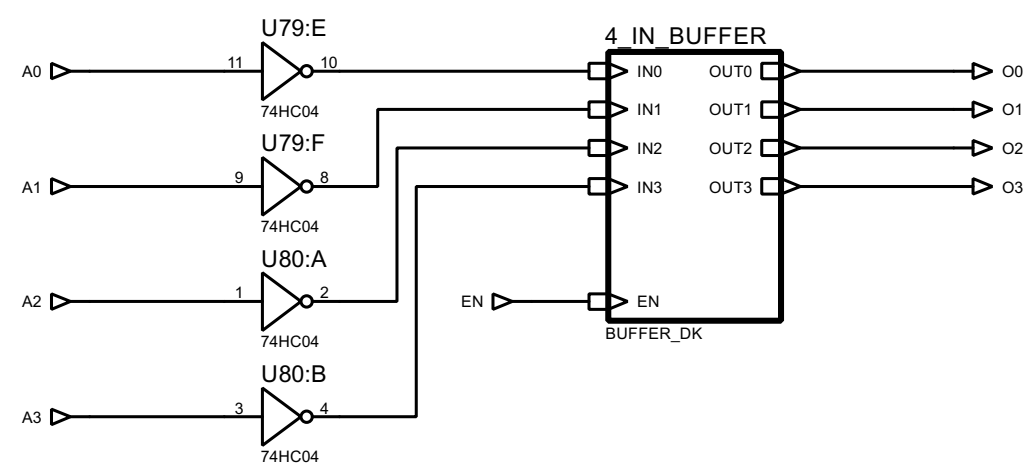 U79:E
4_IN_BUFFER
A0
11
10
IN0
OUT0
O0
74HC04
IN1
OUT1
O1
U79:F
IN2
OUT2
O2
A1
9
8
IN3
OUT3
O3
74HC04
U80:A
A2
1
2
EN
EN
74HC04
BUFFER_DK
U80:B
A3
3
4
74HC04